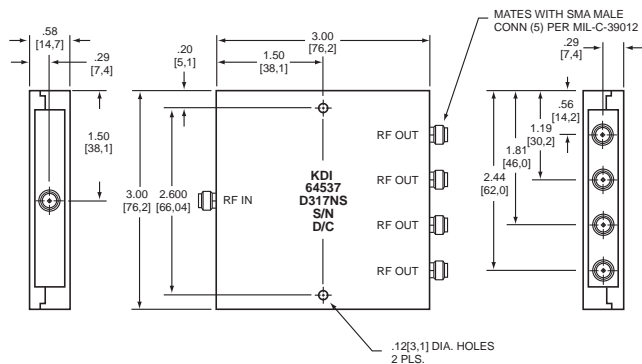 .58
[14,7]
.29
[7,4]
1.50
[38,1]
3.00
[76,2]
1.50
[38,1]
.20
[5,1]
3.00
[76,2]
2.600
[66,04]
RF IN
KDI
64537
D317NS
S/N
D/C
RF OUT
RF OUT
RF OUT
RF OUT
.12[3,1] DIA. HOLES
2 PLS.
MATES WITH SMA MALE
CONN (5) PER MIL-C-39012
.29
[7,4]
.56
[14,2]
1.19
[30,2]
1.81
[46,0]
2.44
[62,0]